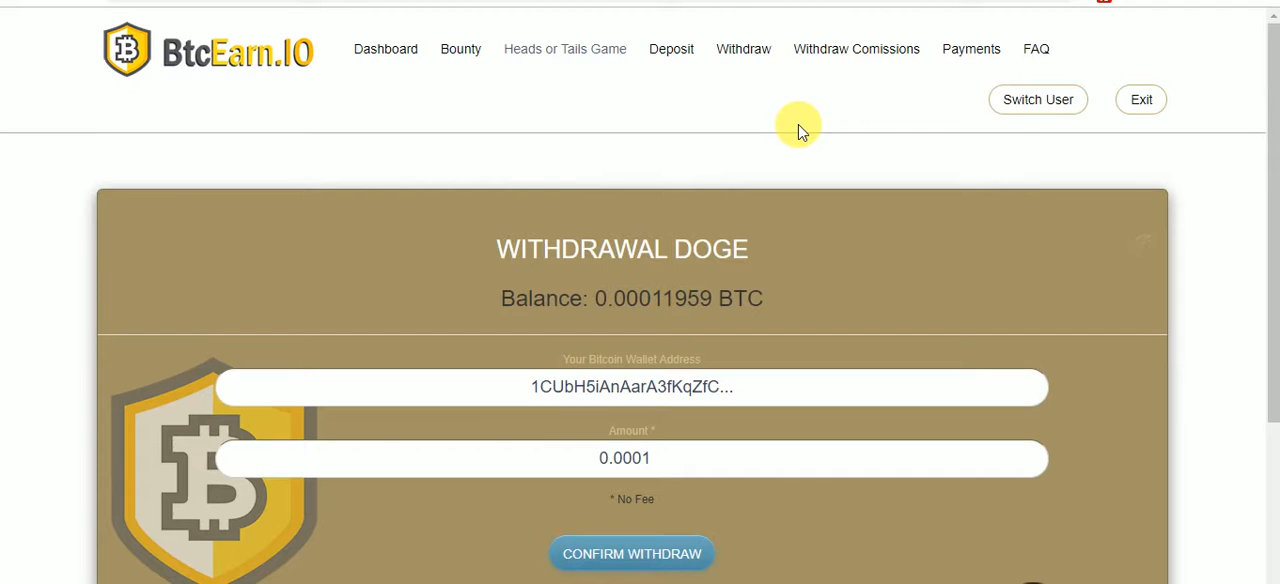 BtcEarn.IO
Dashboard Bounty Heads or Tails Game Deposit Withdraw Withdraw Comissions Payments FAQ
Switch User Exit
WITHDRAWAL DOGE
Balance: 0.00011959 BTC
Your Bitcoin Wallet Address
1CUbH5iAnAarA3fKqZfC...
Amount *
0.0001
* No Fee
CONFIRM WITHDRAW